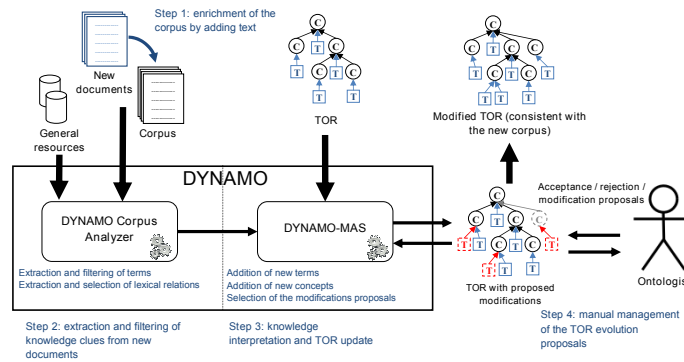 Step 1: enrichment of the
corpus by adding text
New
documents
General
resources
Corpus
C
C
T
C
T
C
C
T
T
T
TOR
C
C
T
C
C
T
C
C
T
T
T
T
T
Modified TOR (consistent with
the new corpus)
DYNAMO
DYNAMO Corpus
Analyzer
DYNAMO-MAS
Extraction and filtering of terms
Extraction and selection of lexical relations
Addition of new terms
Addition of new concepts
Selection of the modifications proposals
C
C
T
C
C
T
T
C
C
T
T
T
T
TOR with proposed
modifications
Acceptance / rejection /
modification proposals
Ontologist
Step 2: extraction and filtering of
knowledge clues from new
documents
Step 3: knowledge
interpretation and TOR update
Step 4: manual management
of the TOR evolution
proposals